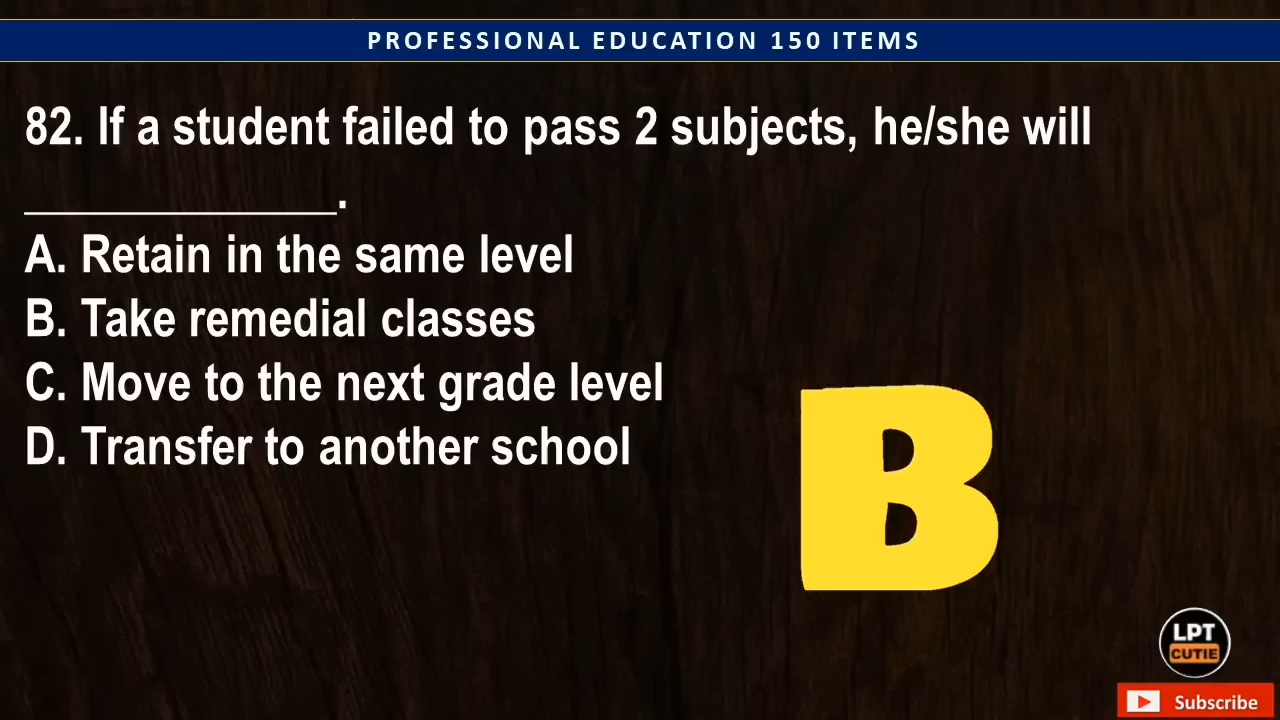 PROFESSIONAL EDUCATION 150 ITEMS
82. If a student failed to pass 2 subjects, he/she will
_____________.
A. Retain in the same level
B. Take remedial classes
C. Move to the next grade level
D. Transfer to another school
B
LPT
CUTIE
Subscribe